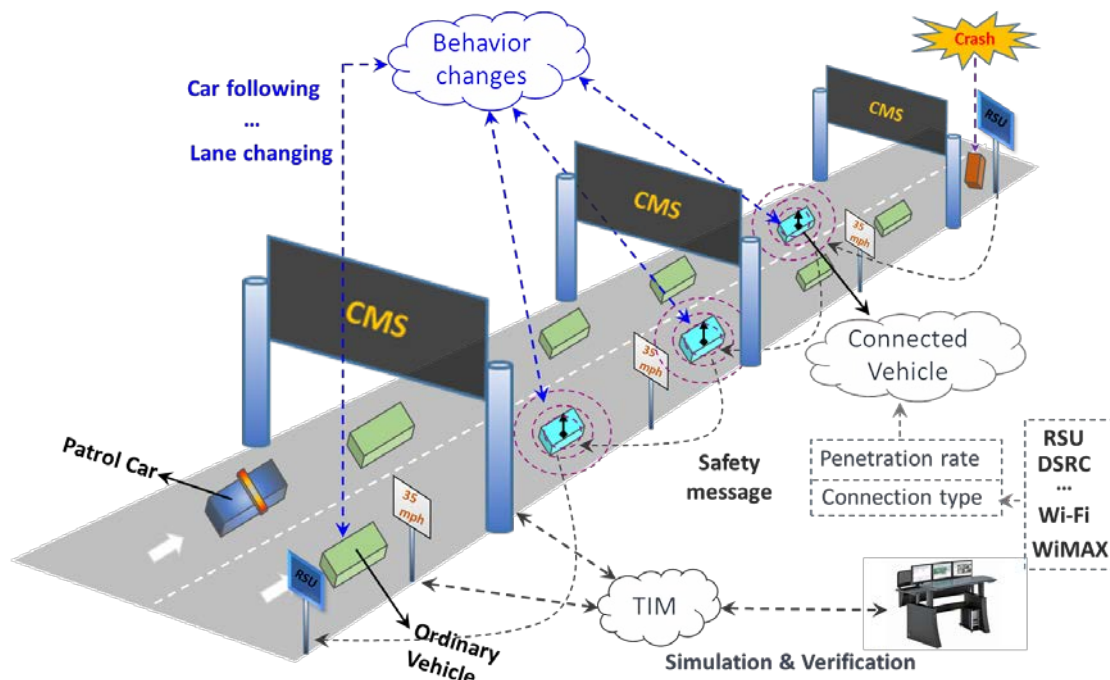 Behavior
changes
Crash
Car following
...
Lane changing
CMS
RSU
CMS
35
mph
CMS
35
mph
Connected
Vehicle
Patrol Car
35
mph
Safety
message
Penetration rate
Connection type
RSU
DSRC
...
Wi-Fi
WiMAX
RSU
TIM
Ordinary
Vehicle
Simulation & Verification